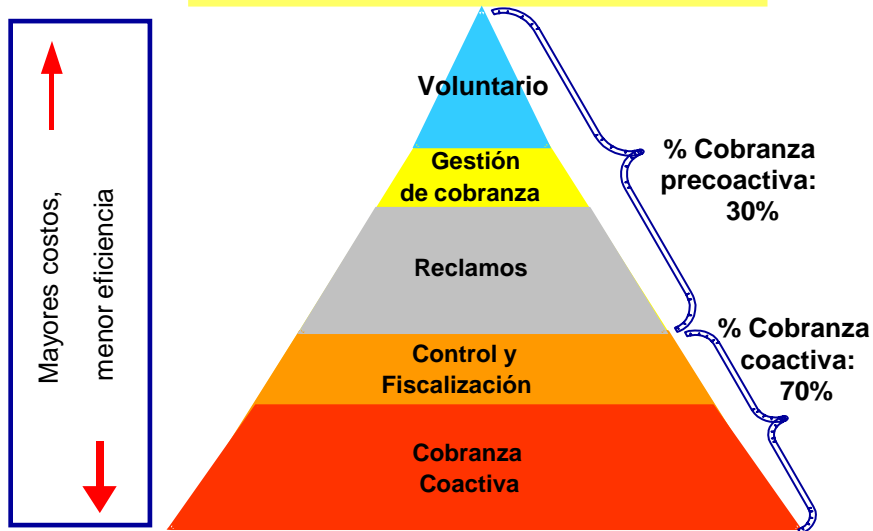 Mayores costos,
menor eficiencia
Voluntario
Gestión
de cobranza
Reclamos
Control y
Fiscalización
Cobranza
Coactiva
% Cobranza
precoactiva:
30%
% Cobranza
coactiva:
70%